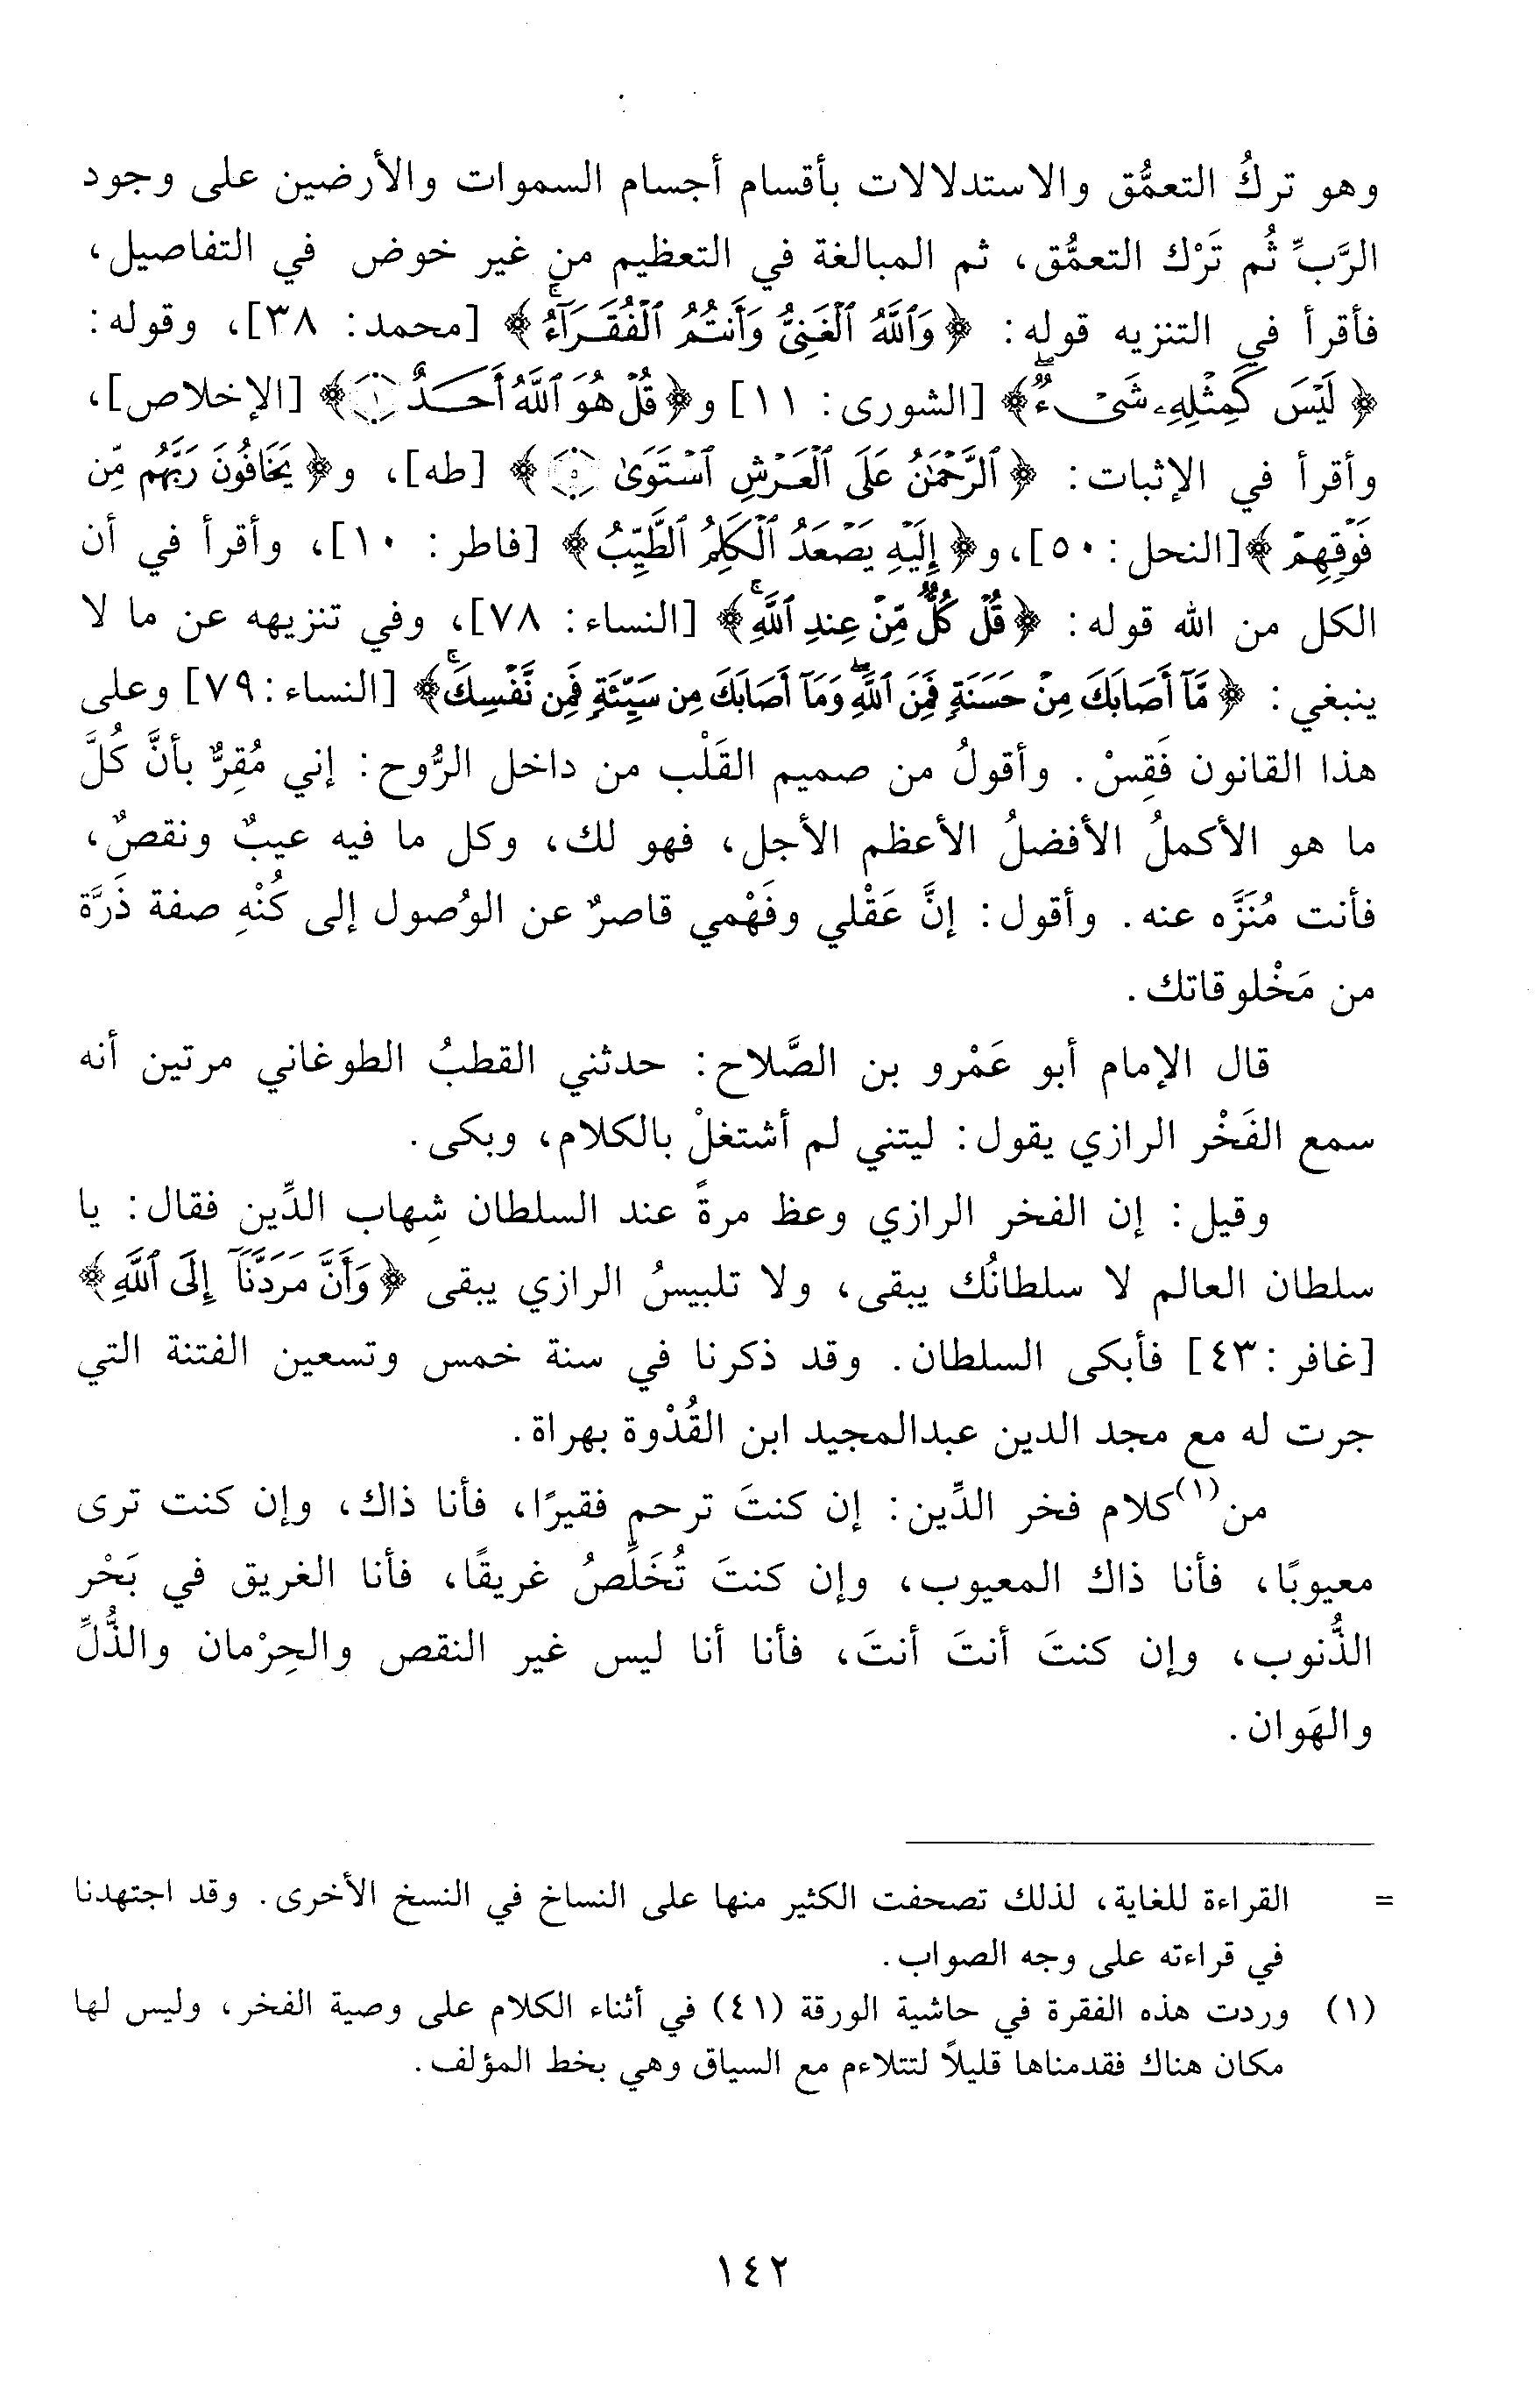 وهو تركُ التعمُّق والاستدلالات بأقسام أجسام السموات والأرضين على وجود
الرَّبِّ ثُم تَرْك التعمُّق، ثم المبالغة في التعظيم من غير خوض في التفاصيل،
فأقرأ في التنزيه قوله: ﴿وَٱللَّهُ ٱلْغَنِىُّ وَأَنتُمُ ٱلْفُقَرَآءُ ۚ﴾ [محمد: ٣٨]، وقوله:
﴿لَيْسَ كَمِثْلِهِۦ شَىْءٌ ۖ﴾ [الشورى: ١١] و﴿قُلْ هُوَ ٱللَّهُ أَحَدٌ ١﴾ [الإخلاص]،
وأقرأ في الإثبات: ﴿ٱلرَّحْمَٰنُ عَلَى ٱلْعَرْشِ ٱسْتَوَىٰ ٥﴾ [طه]، و﴿يَخَافُونَ رَبَّهُم مِّن
فَوْقِهِمْ﴾ [النحل: ٥٠]، و﴿إِلَيْهِ يَصْعَدُ ٱلْكَلِمُ ٱلطَّيِّبُ﴾ [فاطر: ١٠]، وأقرأ في أن
الكل من الله قوله: ﴿قُلْ كُلٌّ مِّنْ عِندِ ٱللَّهِ ۚ﴾ [النساء: ٧٨]، وفي تنزيهه عن ما لا
ينبغي: ﴿مَّآ أَصَابَكَ مِنْ حَسَنَةٍ فَمِنَ ٱللَّهِ ۖ وَمَآ أَصَابَكَ مِن سَيِّئَةٍ فَمِن نَّفْسِكَ ۚ﴾ [النساء: ٧٩] وعلى
هذا القانون فَقِسْ. وأقولُ من صميم القَلْب من داخل الرُّوح: إني مُقِرٌّ بأنَّ كُلَّ
ما هو الأكملُ الأفضلُ الأعظم الأجل، فهو لك، وكل ما فيه عيبٌ ونقصٌ،
فأنت مُنَزَّه عنه. وأقول: إنَّ عَقْلي وفَهْمي قاصرٌ عن الوُصول إلى كُنْهِ صفة ذَرَّة
من مَخْلوقاتك.
قال الإمام أبو عَمْرو بن الصَّلاح: حدثني القطبُ الطوغاني مرتين أنه
سمع الفَخْر الرازي يقول: ليتني لم أشتغلْ بالكلام، وبكى.
وقيل: إن الفخر الرازي وعظ مرةً عند السلطان شِهاب الدِّين فقال: يا
سلطان العالم لا سلطانُك يبقى، ولا تلبيسُ الرازي يبقى ﴿وَأَنَّ مَرَدَّنَآ إِلَى ٱللَّهِ﴾
[غافر: ٤٣] فأبكى السلطان. وقد ذكرنا في سنة خمس وتسعين الفتنة التي
جرت له مع مجد الدين عبدالمجيد ابن القُدْوة بهراة.
من(١) كلام فخر الدِّين: إن كنتَ ترحم فقيرًا، فأنا ذاك، وإن كنت ترى
معيوبًا، فأنا ذاك المعيوب، وإن كنتَ تُخَلِّصُ غريقًا، فأنا الغريق في بَحْر
الذُّنوب، وإن كنتَ أنتَ أنتَ، فأنا أنا ليس غير النقص والحِرْمان والذُّلِّ
والهَوان.
= القراءة للغاية، لذلك تصحفت الكثير منها على النساخ في النسخ الأخرى. وقد اجتهدنا
في قراءته على وجه الصواب.
(١) وردت هذه الفقرة في حاشية الورقة (٤١) في أثناء الكلام على وصية الفخر، وليس لها
مكان هناك فقدمناها قليلاً لتتلاءم مع السياق وهي بخط المؤلف.
١٤٢